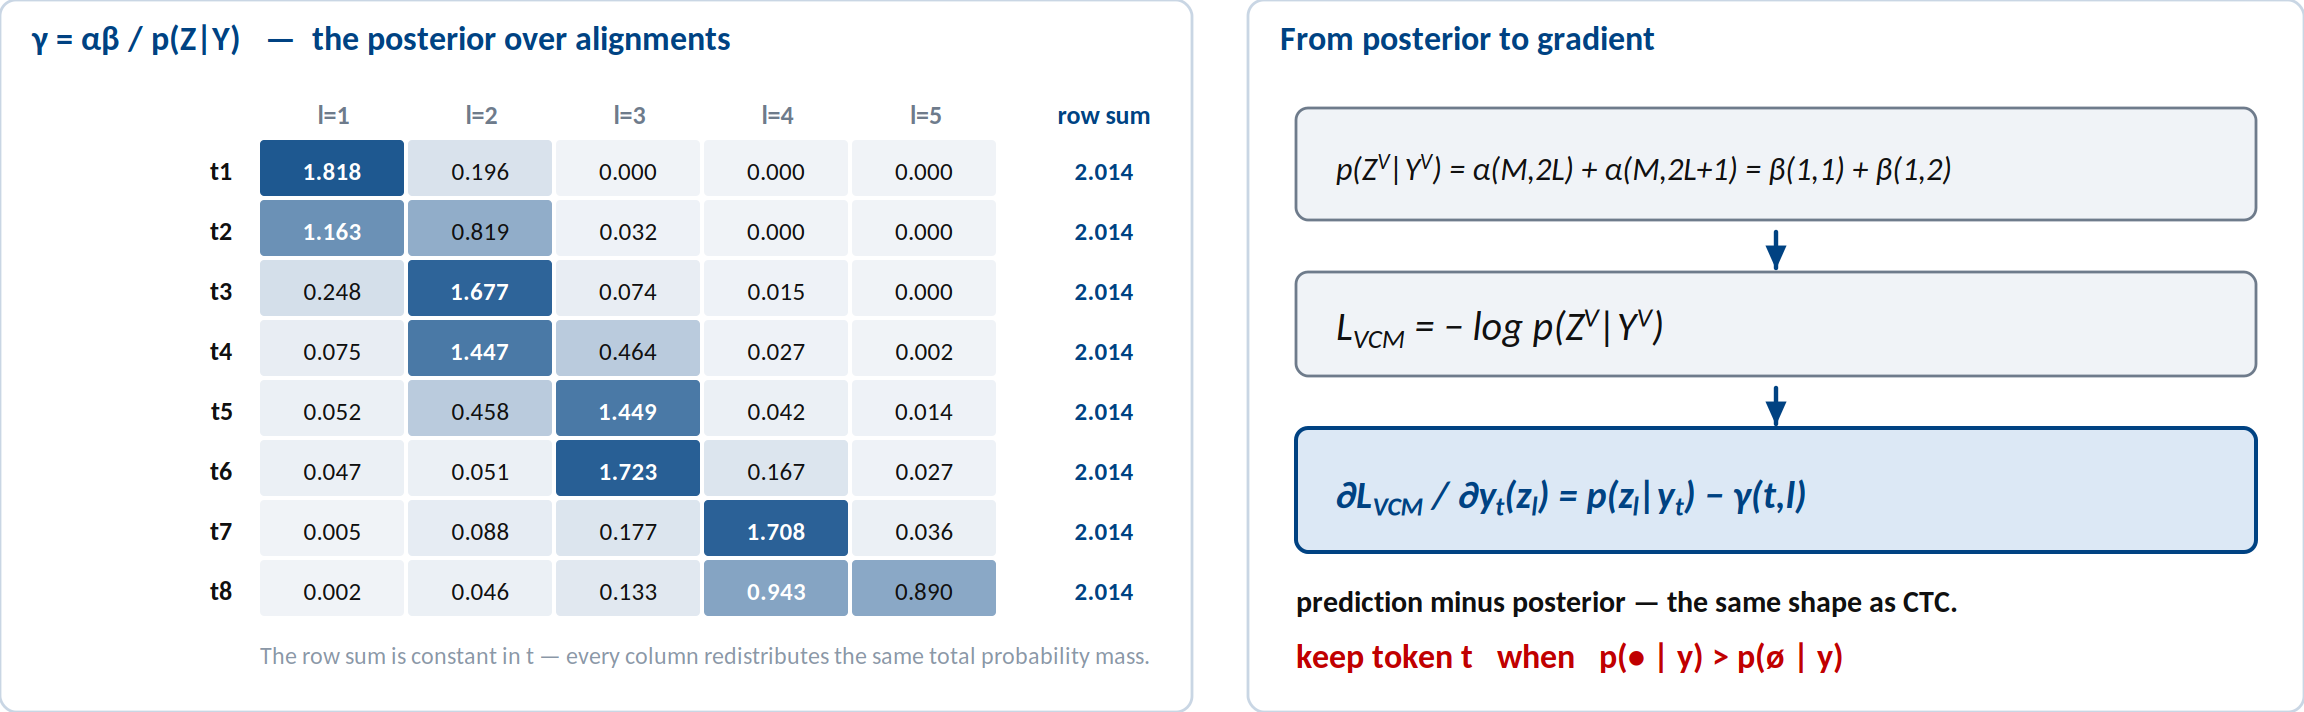 γ = αβ / p(Z|Y) — the posterior over alignments
l=1 l=2 l=3 l=4 l=5 row sum
t1 1.818 0.196 0.000 0.000 0.000 2.014
t2 1.163 0.819 0.032 0.000 0.000 2.014
t3 0.248 1.677 0.074 0.015 0.000 2.014
t4 0.075 1.447 0.464 0.027 0.002 2.014
t5 0.052 0.458 1.449 0.042 0.014 2.014
t6 0.047 0.051 1.723 0.167 0.027 2.014
t7 0.005 0.088 0.177 1.708 0.036 2.014
t8 0.002 0.046 0.133 0.943 0.890 2.014
The row sum is constant in t — every column redistributes the same total probability mass.
From posterior to gradient
p(Z^V|Y^V) = α(M,2L) + α(M,2L+1) = β(1,1) + β(1,2)
L_VCM = − log p(Z^V|Y^V)
∂L_VCM / ∂y_t(z_l) = p(z_l|y_t) − γ(t,l)
prediction minus posterior — the same shape as CTC.
keep token t when p(● | y) > p(ø | y)